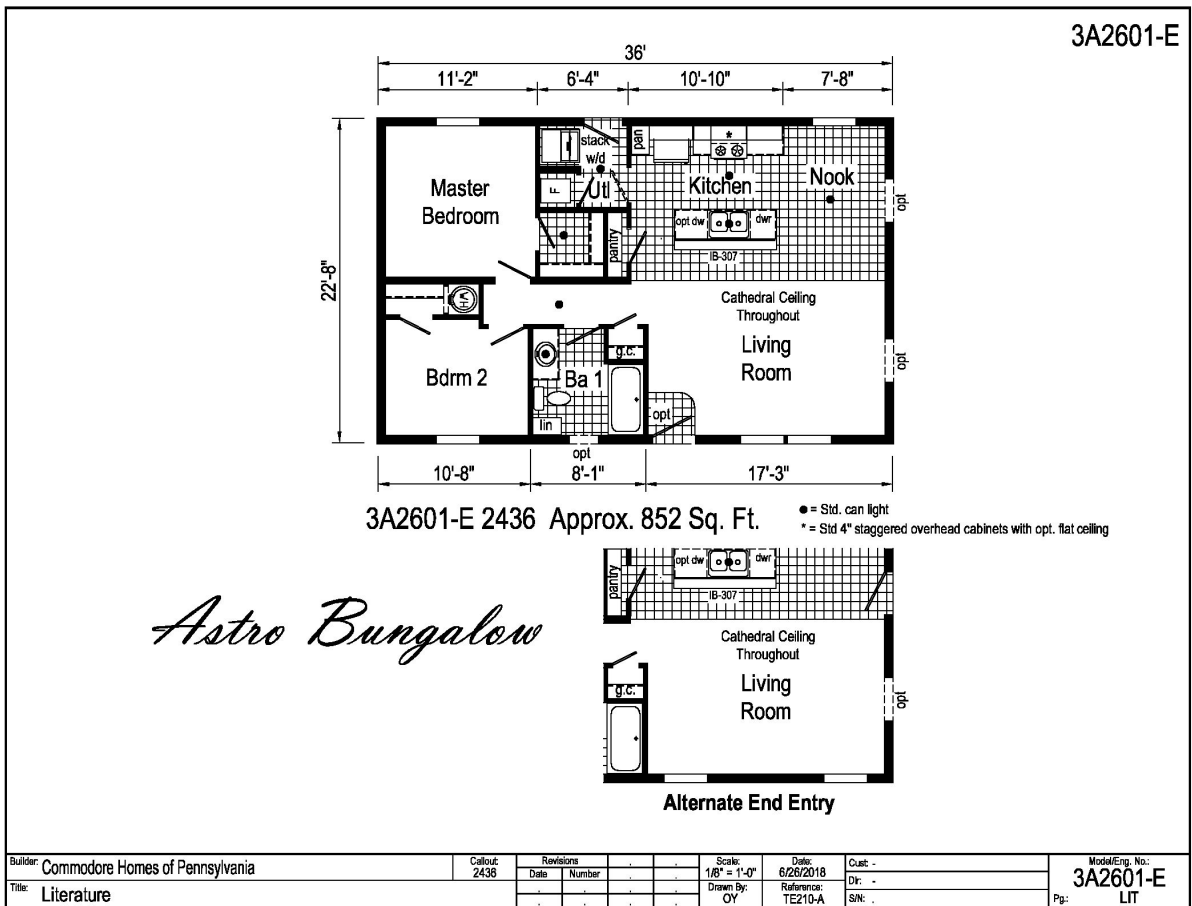 3A2601-E
36'
11'-2" 6'-4" 10'-10" 7'-8"
22'-8"
Master
Bedroom
stack
w/d
F
Utl
pan
*
Kitchen
Nook
opt
opt dw
dwr
IB-307
pantry
WH
Cathedral Ceiling
Throughout
Living
Room
opt
Bdrm 2
Ba 1
g.c.
lin
opt
opt
10'-8" 8'-1" 17'-3"
3A2601-E 2436 Approx. 852 Sq. Ft.
● = Std. can light
* = Std 4" staggered overhead cabinets with opt. flat ceiling
pantry
opt dw
dwr
IB-307
Cathedral Ceiling
Throughout
Living
Room
g.c.
opt
Alternate End Entry
Astro Bungalow
Builder: Commodore Homes of Pennsylvania
Title: Literature
Callout:
2436
Revisions
Date Number
Scale:
1/8" = 1'-0"
Drawn By:
OY
Date:
6/26/2018
Reference:
TE210-A
Cust: -
Dir: -
S/N: .
Model/Eng. No.:
3A2601-E
Pg.: LIT